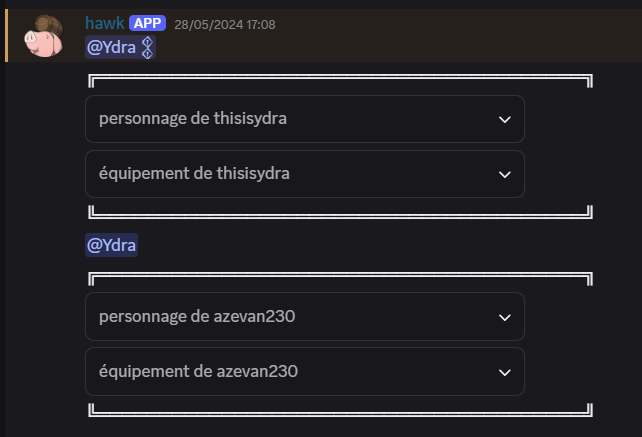 hawk APP 28/05/2024 17:08
@Ydra
╔══════════════════════════════════════╗
personnage de thisisydra
équipement de thisisydra
╚══════════════════════════════════════╝
@Ydra
╔══════════════════════════════════════╗
personnage de azevan230
équipement de azevan230
╚══════════════════════════════════════╝